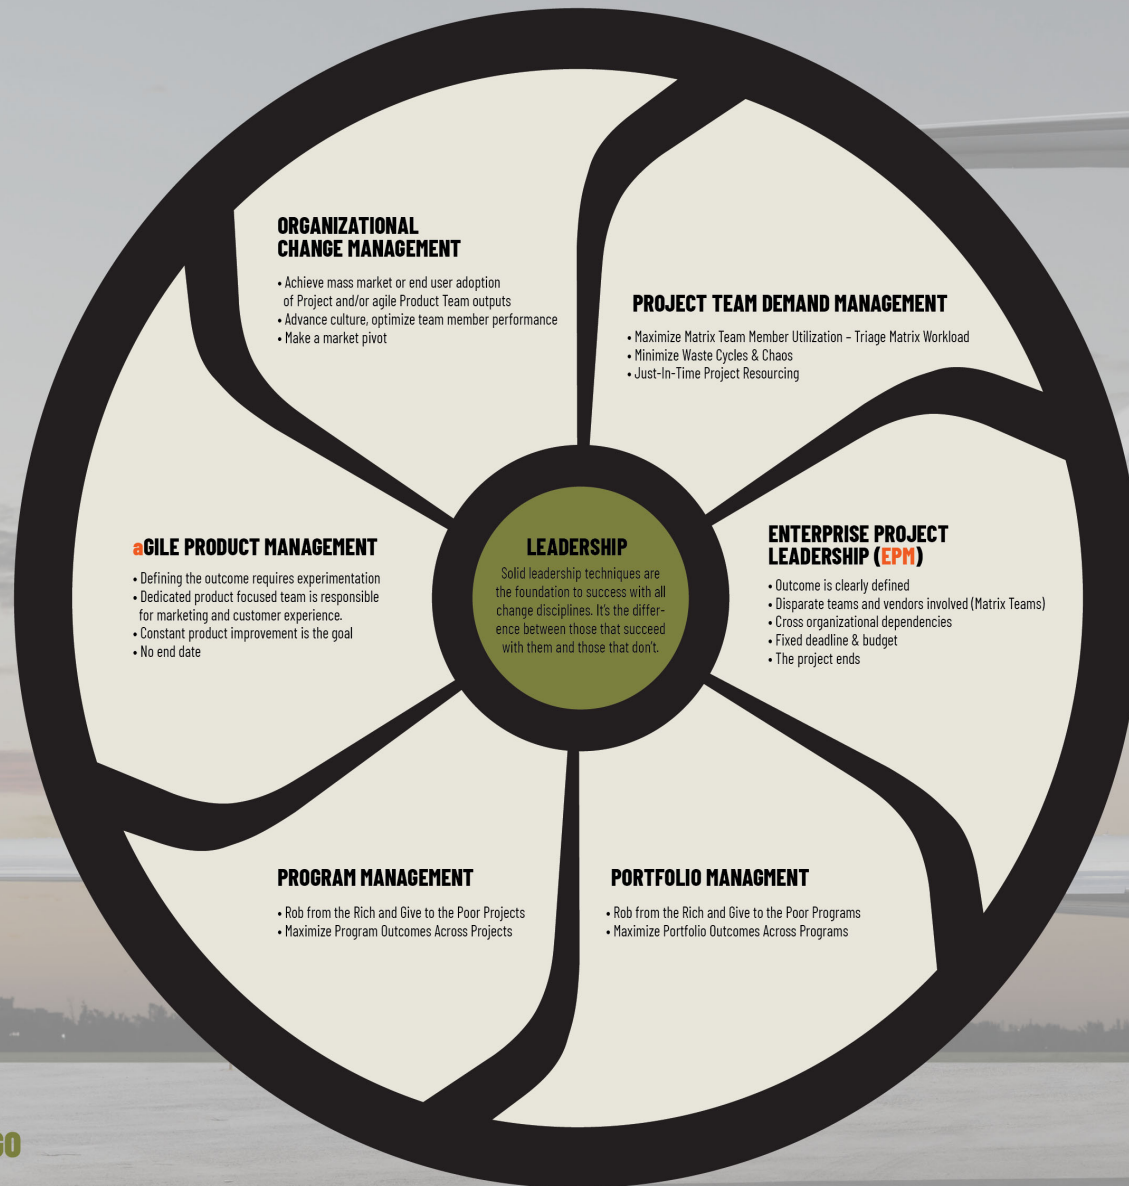 ORGANIZATIONAL
CHANGE MANAGEMENT
• Achieve mass market or end user adoption
of Project and/or agile Product Team outputs
• Advance culture, optimize team member performance
• Make a market pivot
PROJECT TEAM DEMAND MANAGEMENT
• Maximize Matrix Team Member Utilization – Triage Matrix Workload
• Minimize Waste Cycles & Chaos
• Just-In-Time Project Resourcing
aGILE PRODUCT MANAGEMENT
• Defining the outcome requires experimentation
• Dedicated product focused team is responsible
for marketing and customer experience.
• Constant product improvement is the goal
• No end date
LEADERSHIP
Solid leadership techniques are
the foundation to success with all
change disciplines. It's the differ-
ence between those that succeed
with them and those that don't.
ENTERPRISE PROJECT
LEADERSHIP (EPM)
• Outcome is clearly defined
• Disparate teams and vendors involved (Matrix Teams)
• Cross organizational dependencies
• Fixed deadline & budget
• The project ends
PROGRAM MANAGEMENT
• Rob from the Rich and Give to the Poor Projects
• Maximize Program Outcomes Across Projects
PORTFOLIO MANAGMENT
• Rob from the Rich and Give to the Poor Programs
• Maximize Portfolio Outcomes Across Programs